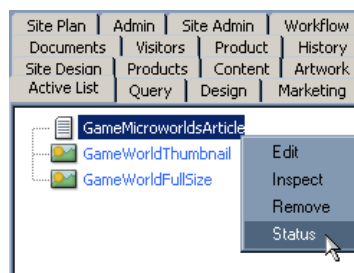 Site Plan Admin Site Admin Workflow
Documents Visitors Product History
Site Design Products Content Artwork
Active List Query Design Marketing
GameMicroworldsArticle
GameWorldThumbnail
GameWorldFullSize
Edit
Inspect
Remove
Status